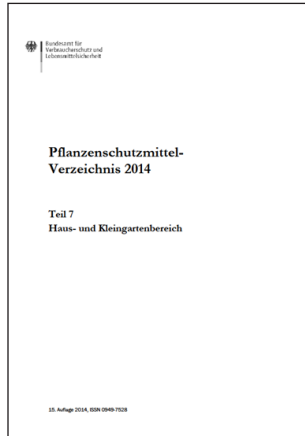 Bundesamt für
Verbraucherschutz und
Lebensmittelsicherheit
Pflanzenschutzmittel-
Verzeichnis 2014
Teil 7
Haus- und Kleingartenbereich
15. Auflage 2014, ISSN 0949-7528